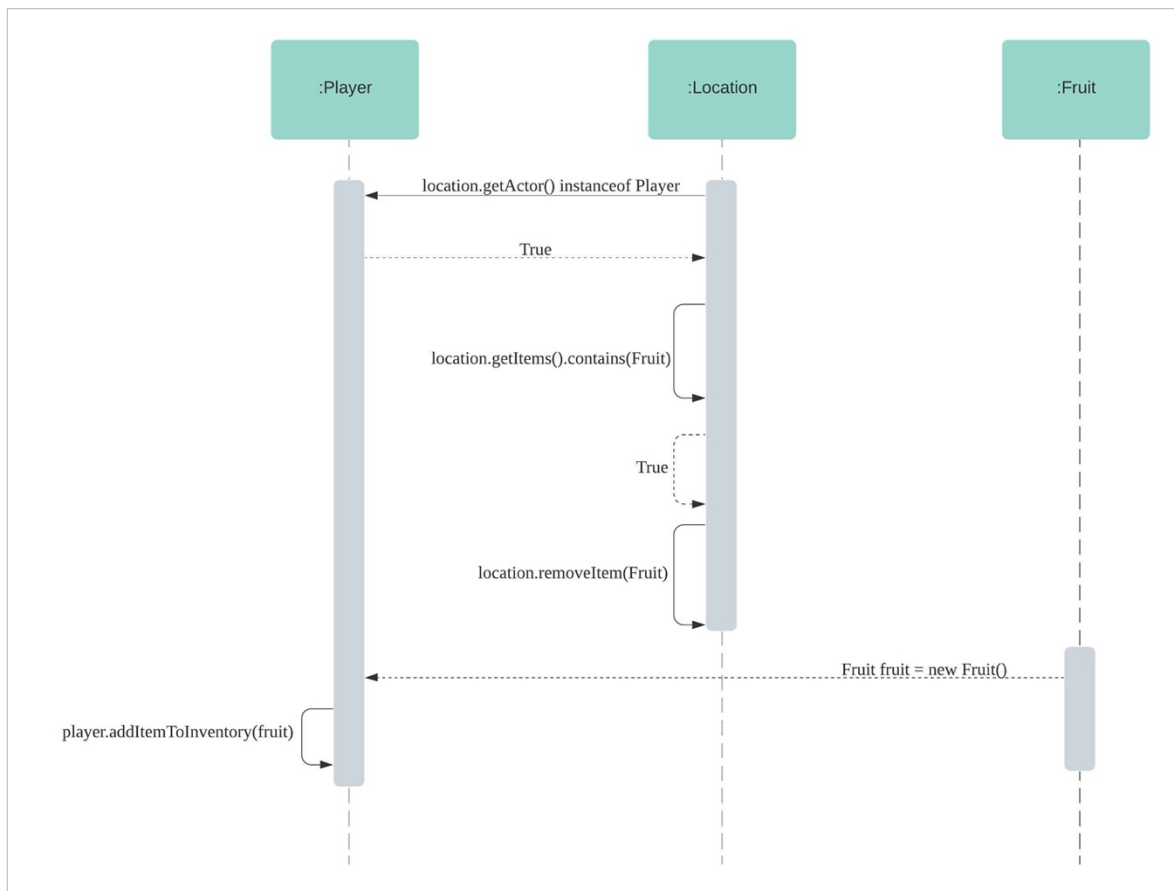 :Player
:Location
:Fruit
location.getActor() instanceof Player
True
location.getItems().contains(Fruit)
True
location.removeItem(Fruit)
Fruit fruit = new Fruit()
player.addItemToInventory(fruit)